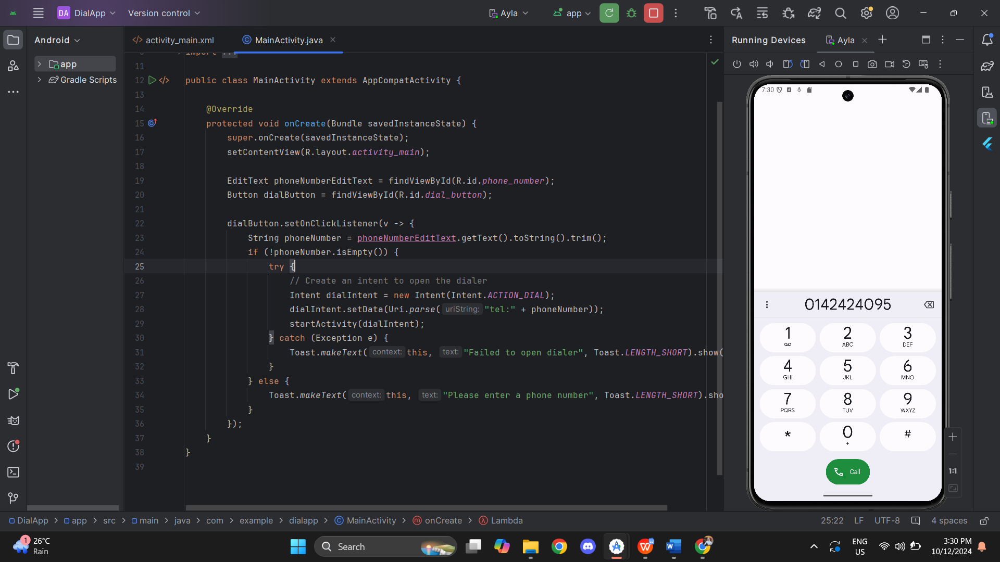 DA DialApp Version control Ayla app
Android activity_main.xml MainActivity.java Running Devices Ayla
app
Gradle Scripts
import ...
11
12 public class MainActivity extends AppCompatActivity {
13
14 @Override
15 protected void onCreate(Bundle savedInstanceState) {
16 super.onCreate(savedInstanceState);
17 setContentView(R.layout.activity_main);
18
19 EditText phoneNumberEditText = findViewById(R.id.phone_number);
20 Button dialButton = findViewById(R.id.dial_button);
21
22 dialButton.setOnClickListener(v -> {
23 String phoneNumber = phoneNumberEditText.getText().toString().trim();
24 if (!phoneNumber.isEmpty()) {
25 try {
26 // Create an intent to open the dialer
27 Intent dialIntent = new Intent(Intent.ACTION_DIAL);
28 dialIntent.setData(Uri.parse( uriString: "tel:" + phoneNumber));
29 startActivity(dialIntent);
30 } catch (Exception e) {
31 Toast.makeText( context: this, text: "Failed to open dialer", Toast.LENGTH_SHORT).show(
32 }
33 } else {
34 Toast.makeText( context: this, text: "Please enter a phone number", Toast.LENGTH_SHORT).sho
35 }
36 });
37 }
38 }
39
7:30
0142424095
1 2 3
ABC DEF
4 5 6
GHI JKL MNO
7 8 9
PQRS TUV WXYZ
* 0 #
+
Call
1:1
DialApp > app > src > main > java > com > example > dialapp > MainActivity > onCreate > Lambda 25:22 LF UTF-8 4 spaces
1 26°C
Rain
Search
ENG
US
3:30 PM
10/12/2024